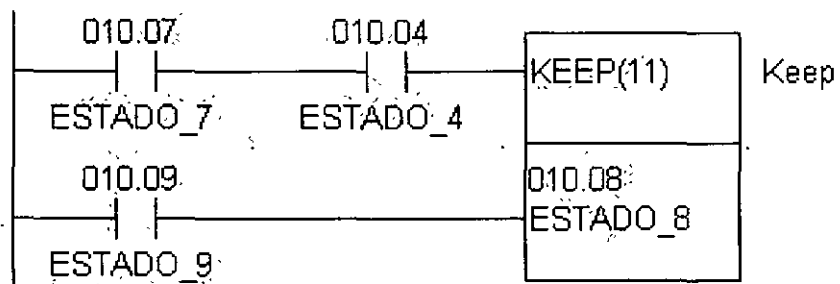 010.07 010.04
KEEP(11) Keep
ESTADO_7 ESTADO_4
010.09 010.08
ESTADO_8
ESTADO_9